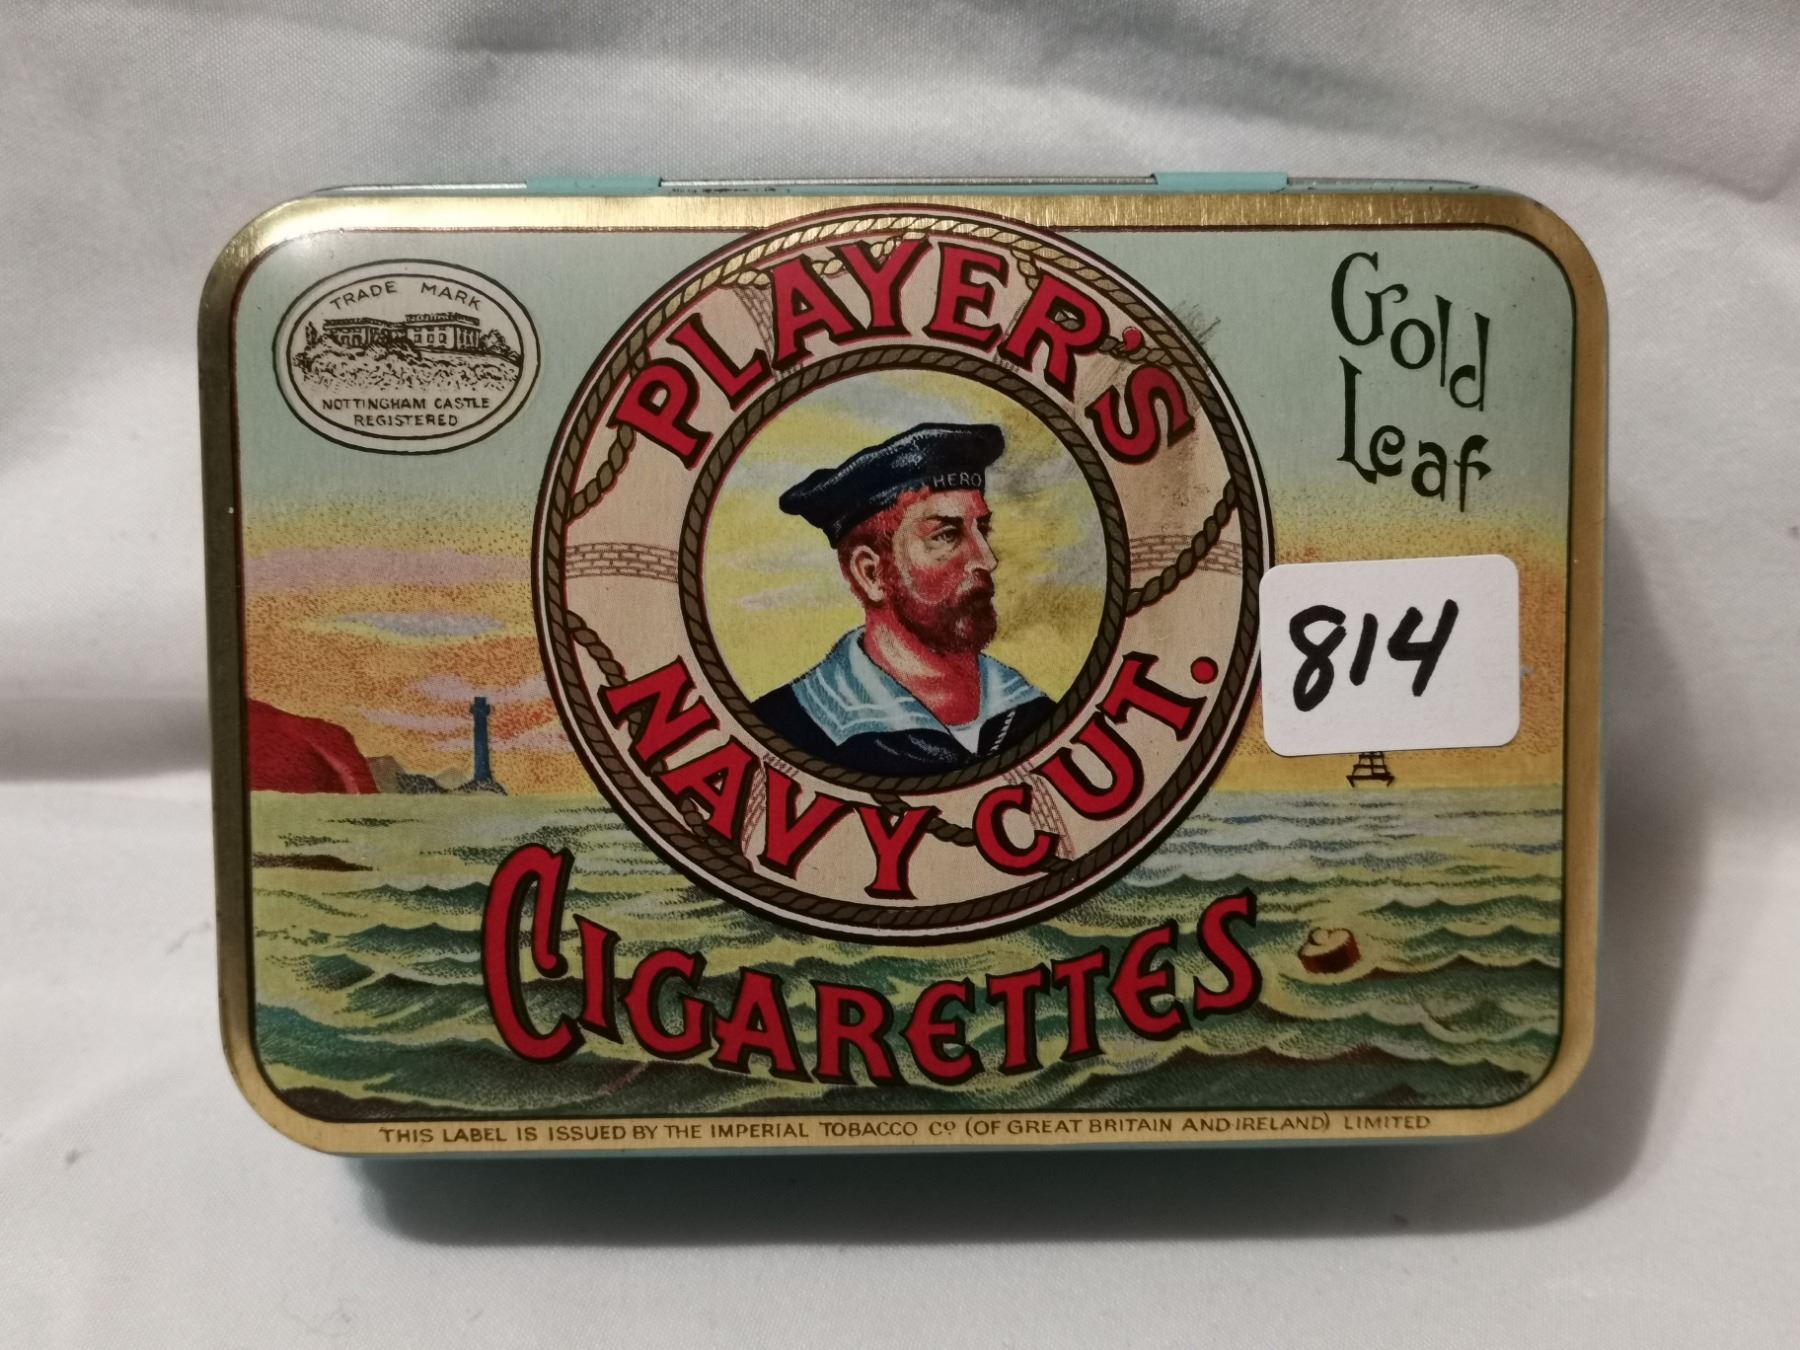 TRADE MARK
NOTTINGHAM CASTLE
REGISTERED
PLAYER'S
NAVY CUT.
HERO
Gold
Leaf
814
CIGARETTES
THIS LABEL IS ISSUED BY THE IMPERIAL TOBACCO Cº (OF GREAT BRITAIN AND IRELAND) LIMITED